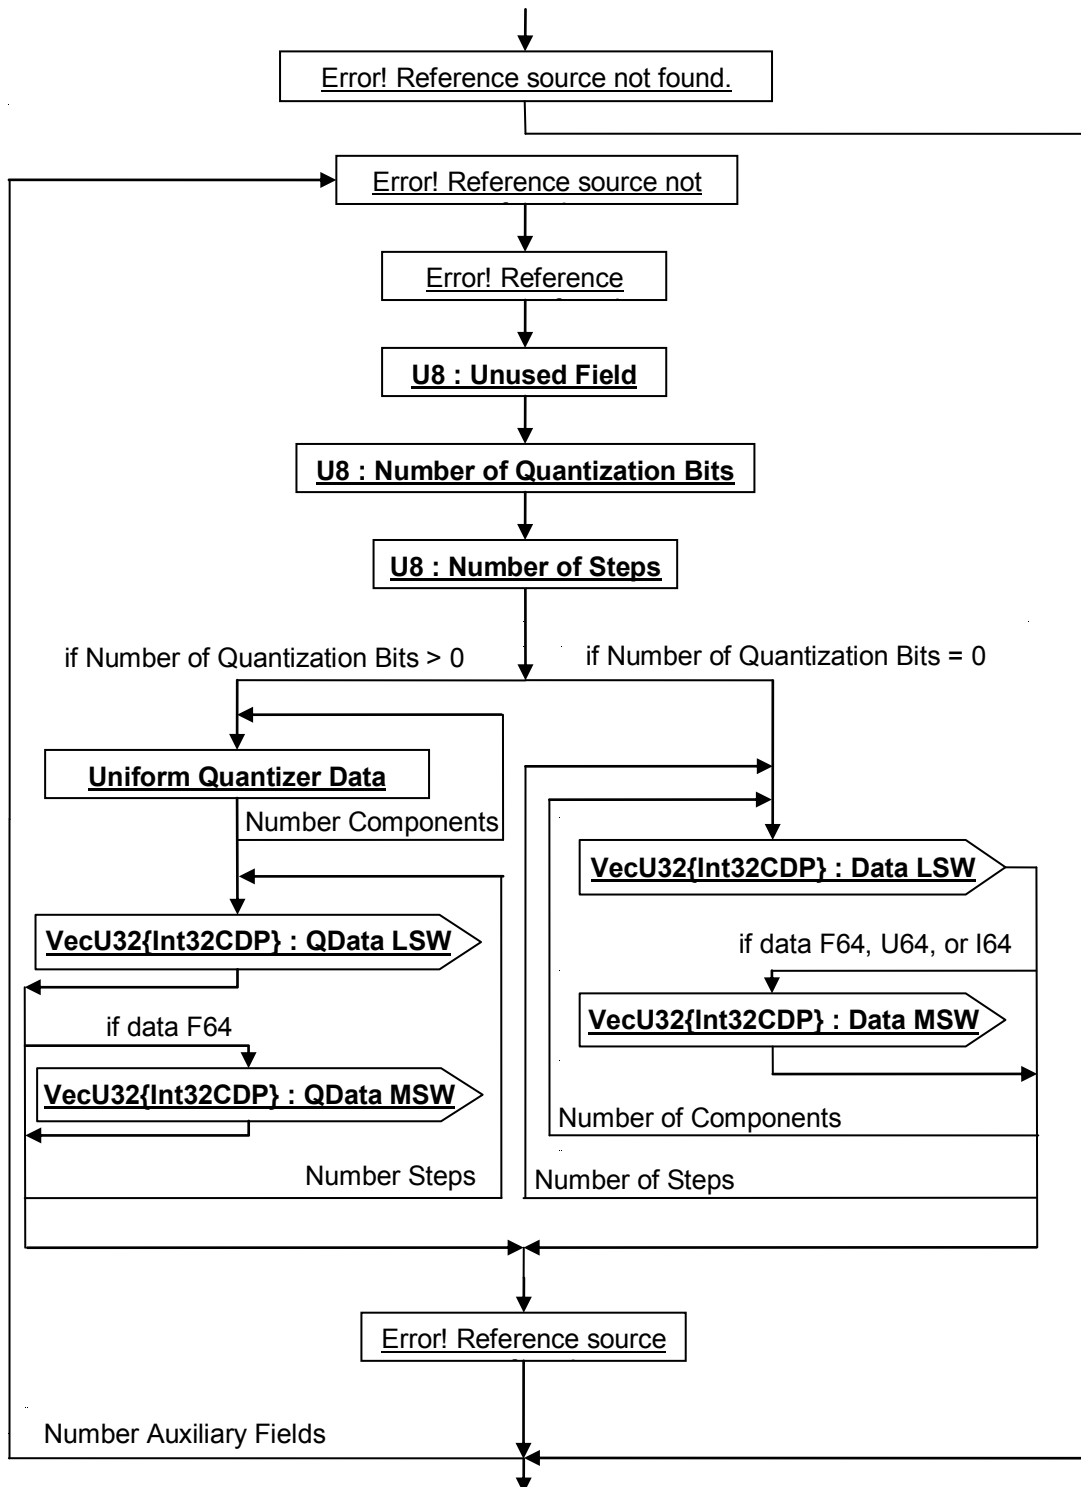 Error! Reference source not found.
Error! Reference source not
Error! Reference
U8 : Unused Field
U8 : Number of Quantization Bits
U8 : Number of Steps
if Number of Quantization Bits > 0
if Number of Quantization Bits = 0
Uniform Quantizer Data
Number Components
VecU32{Int32CDP} : Data LSW
VecU32{Int32CDP} : QData LSW
if data F64, U64, or I64
VecU32{Int32CDP} : Data MSW
if data F64
VecU32{Int32CDP} : QData MSW
Number of Components
Number Steps
Number of Steps
Error! Reference source
Number Auxiliary Fields